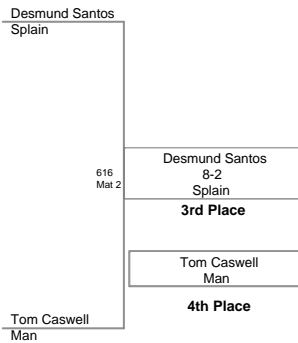 Desmund Santos
Splain
616
Mat 2
Desmund Santos
8-2
Splain
3rd Place
Tom Caswell
Man
4th Place
Tom Caswell
Man